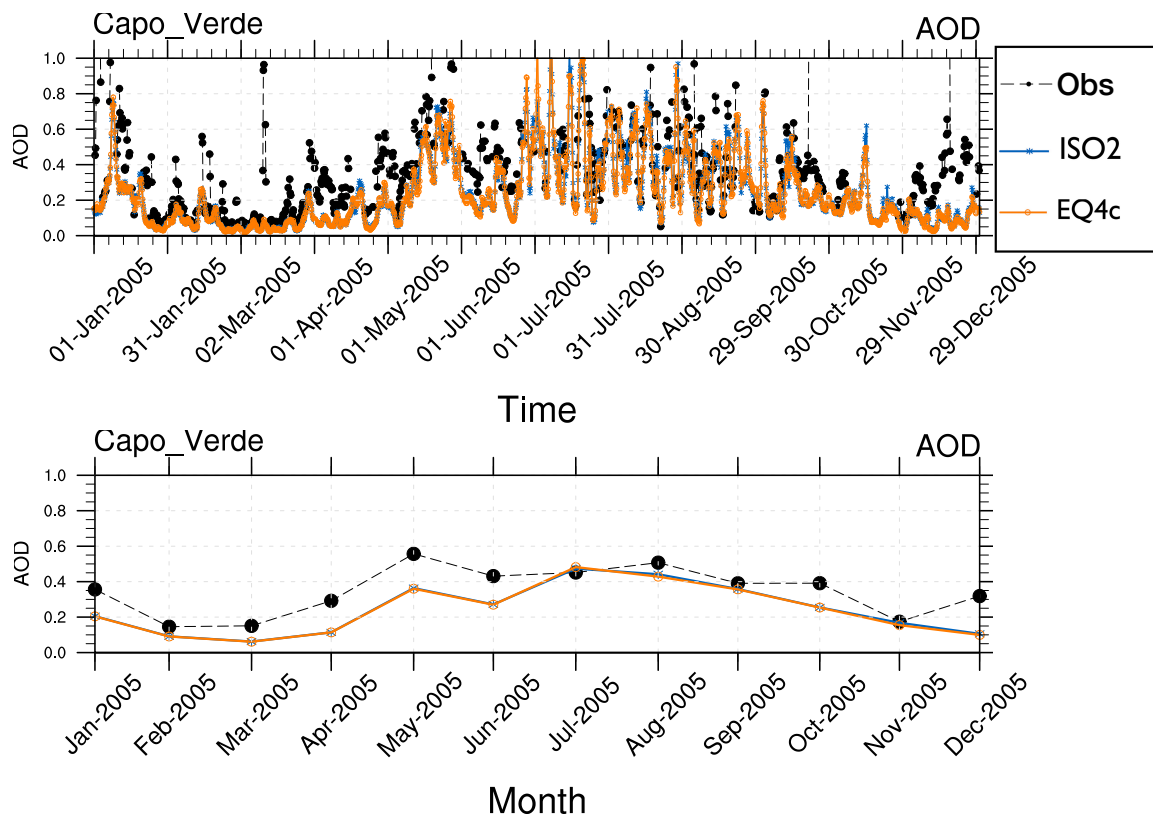 Capo_Verde AOD
1.0
0.8
0.6
0.4
0.2
0.0
AOD
01-Jan-2005
31-Jan-2005
02-Mar-2005
01-Apr-2005
01-May-2005
01-Jun-2005
01-Jul-2005
31-Jul-2005
30-Aug-2005
29-Sep-2005
30-Oct-2005
29-Nov-2005
29-Dec-2005
Time
Obs
ISO2
EQ4c
Capo_Verde AOD
1.0
0.8
0.6
0.4
0.2
0.0
AOD
Jan-2005
Feb-2005
Mar-2005
Apr-2005
May-2005
Jun-2005
Jul-2005
Aug-2005
Sep-2005
Oct-2005
Nov-2005
Dec-2005
Month